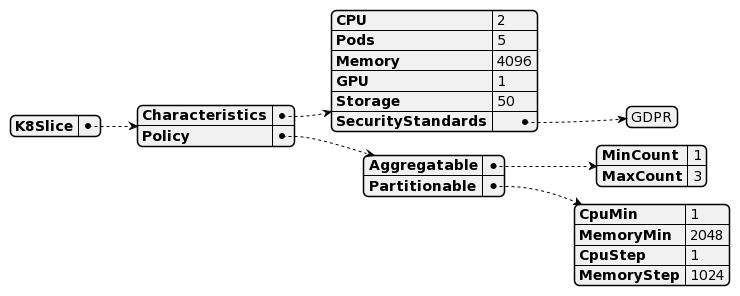 K8Slice
Characteristics
Policy
CPU 2
Pods 5
Memory 4096
GPU 1
Storage 50
SecurityStandards
GDPR
Aggregatable
Partitionable
MinCount 1
MaxCount 3
CpuMin 1
MemoryMin 2048
CpuStep 1
MemoryStep 1024